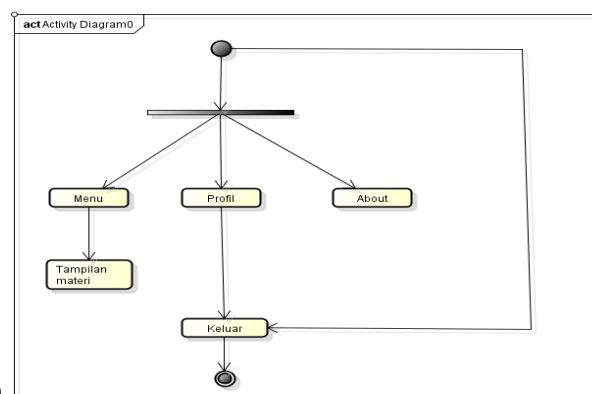 act Activity Diagram0
Menu
Profil
About
Tampilan
materi
Keluar